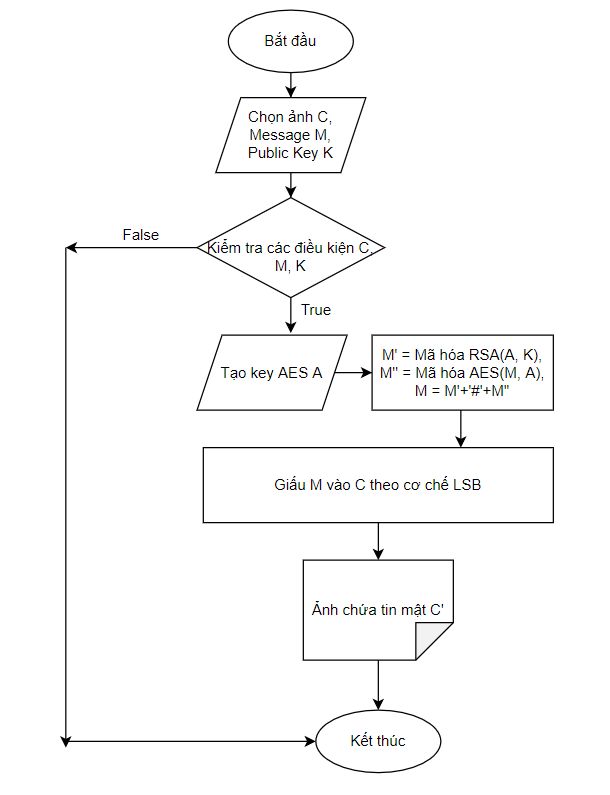 Bắt đầu
Chọn ảnh C,
Message M,
Public Key K
False
Kiểm tra các điều kiện C,
M, K
True
Tạo key AES A
M' = Mã hóa RSA(A, K),
M" = Mã hóa AES(M, A),
M = M'+'#'+M"
Giấu M vào C theo cơ chế LSB
Ảnh chứa tin mật C'
Kết thúc